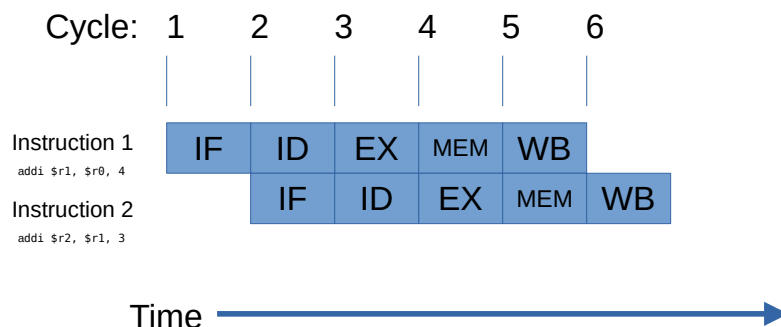 Cycle: 1 2 3 4 5 6
Instruction 1
addi $r1, $r0, 4
IF ID EX MEM WB
Instruction 2
addi $r2, $r1, 3
IF ID EX MEM WB
Time